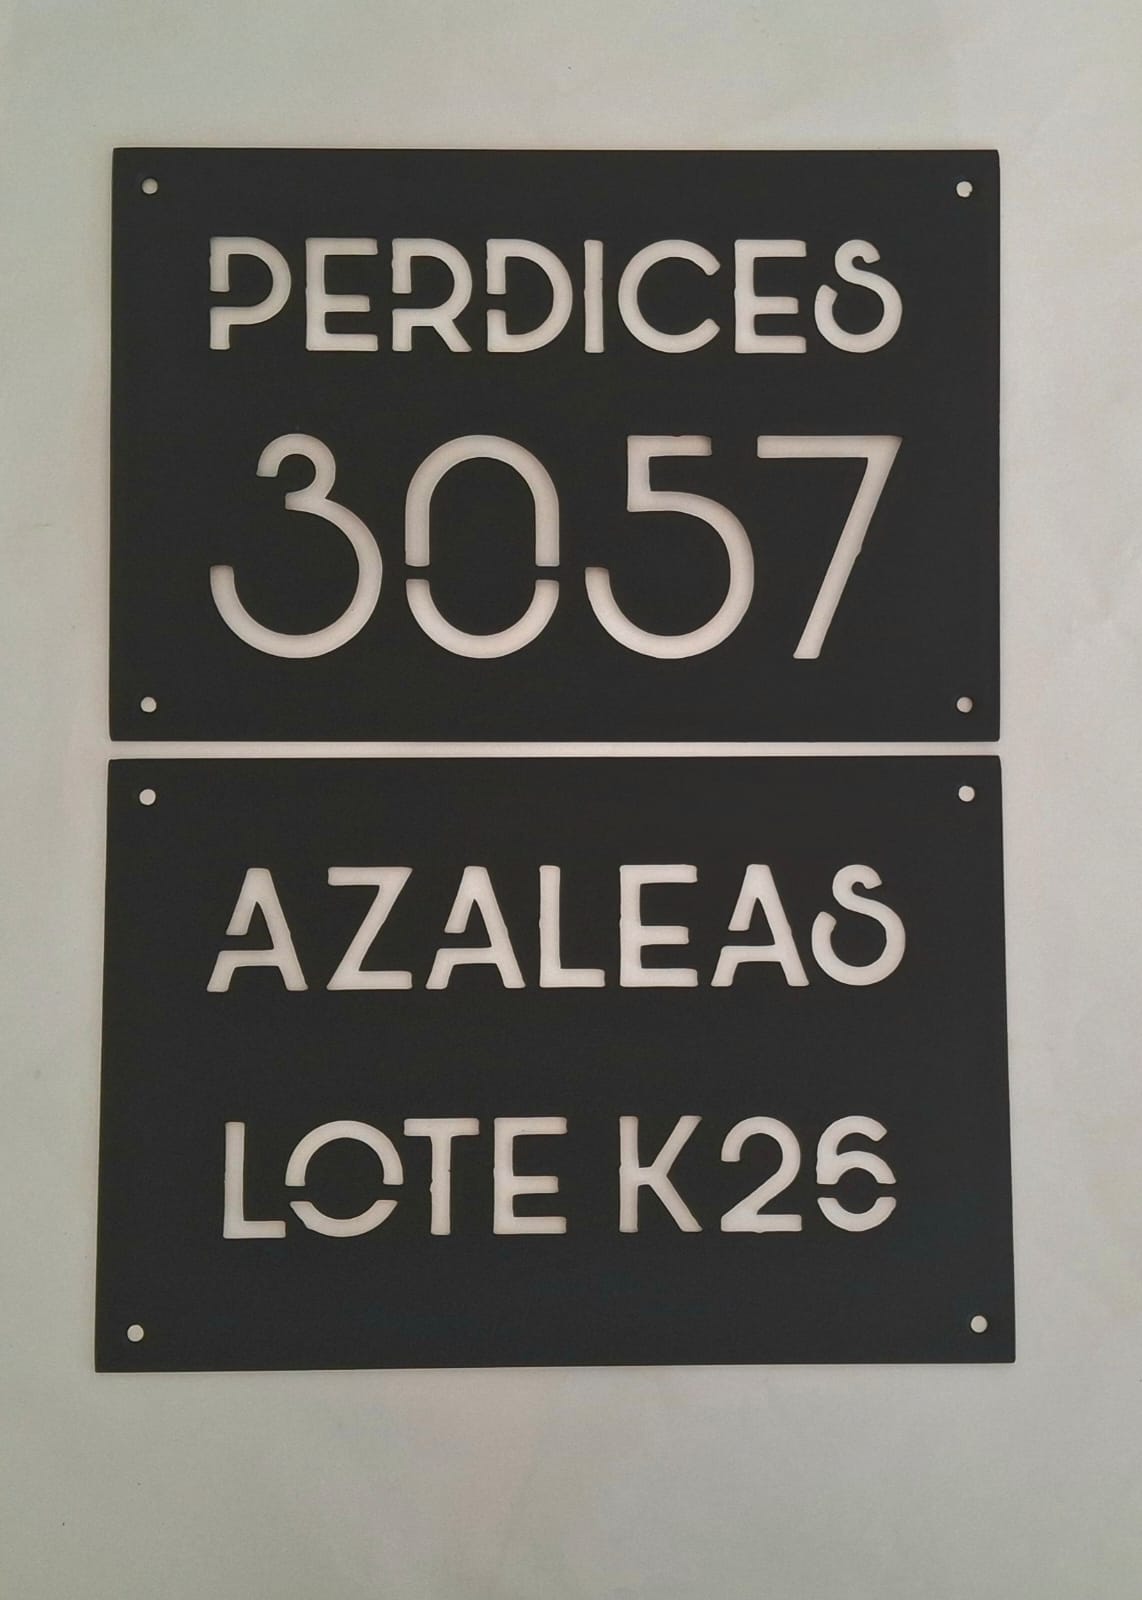 PERDICES
3057
AZALEAS
LOTE K26